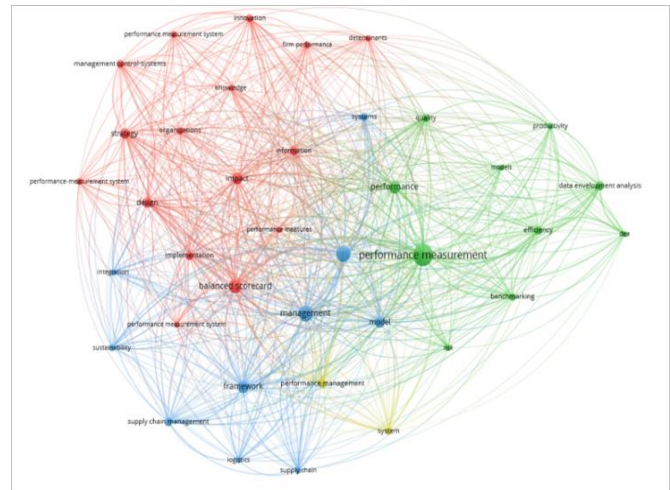 innovation
performance measurement system
firm performance
determinants
management control-systems
knowledge
systems
quality
productivity
strategy
organizations
information
models
performance-measurement system
impact
performance
data envelopment analysis
design
performance measures
efficiency
dea
implementation
performance measurement
integration
balanced scorecard
benchmarking
management
model
performance measurement system
sustainability
framework
performance management
supply chain management
system
logistics
supply chain